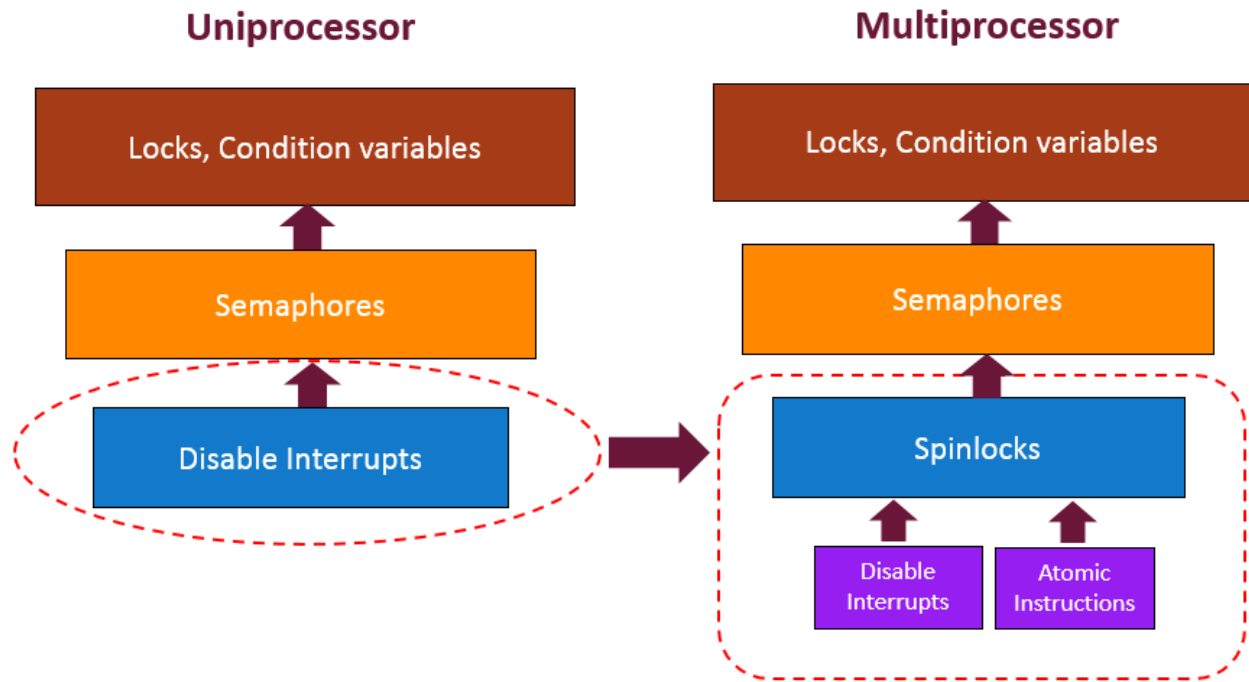 Uniprocessor
Locks, Condition variables
Semaphores
Disable Interrupts
Multiprocessor
Locks, Condition variables
Semaphores
Spinlocks
Disable
Interrupts
Atomic
Instructions